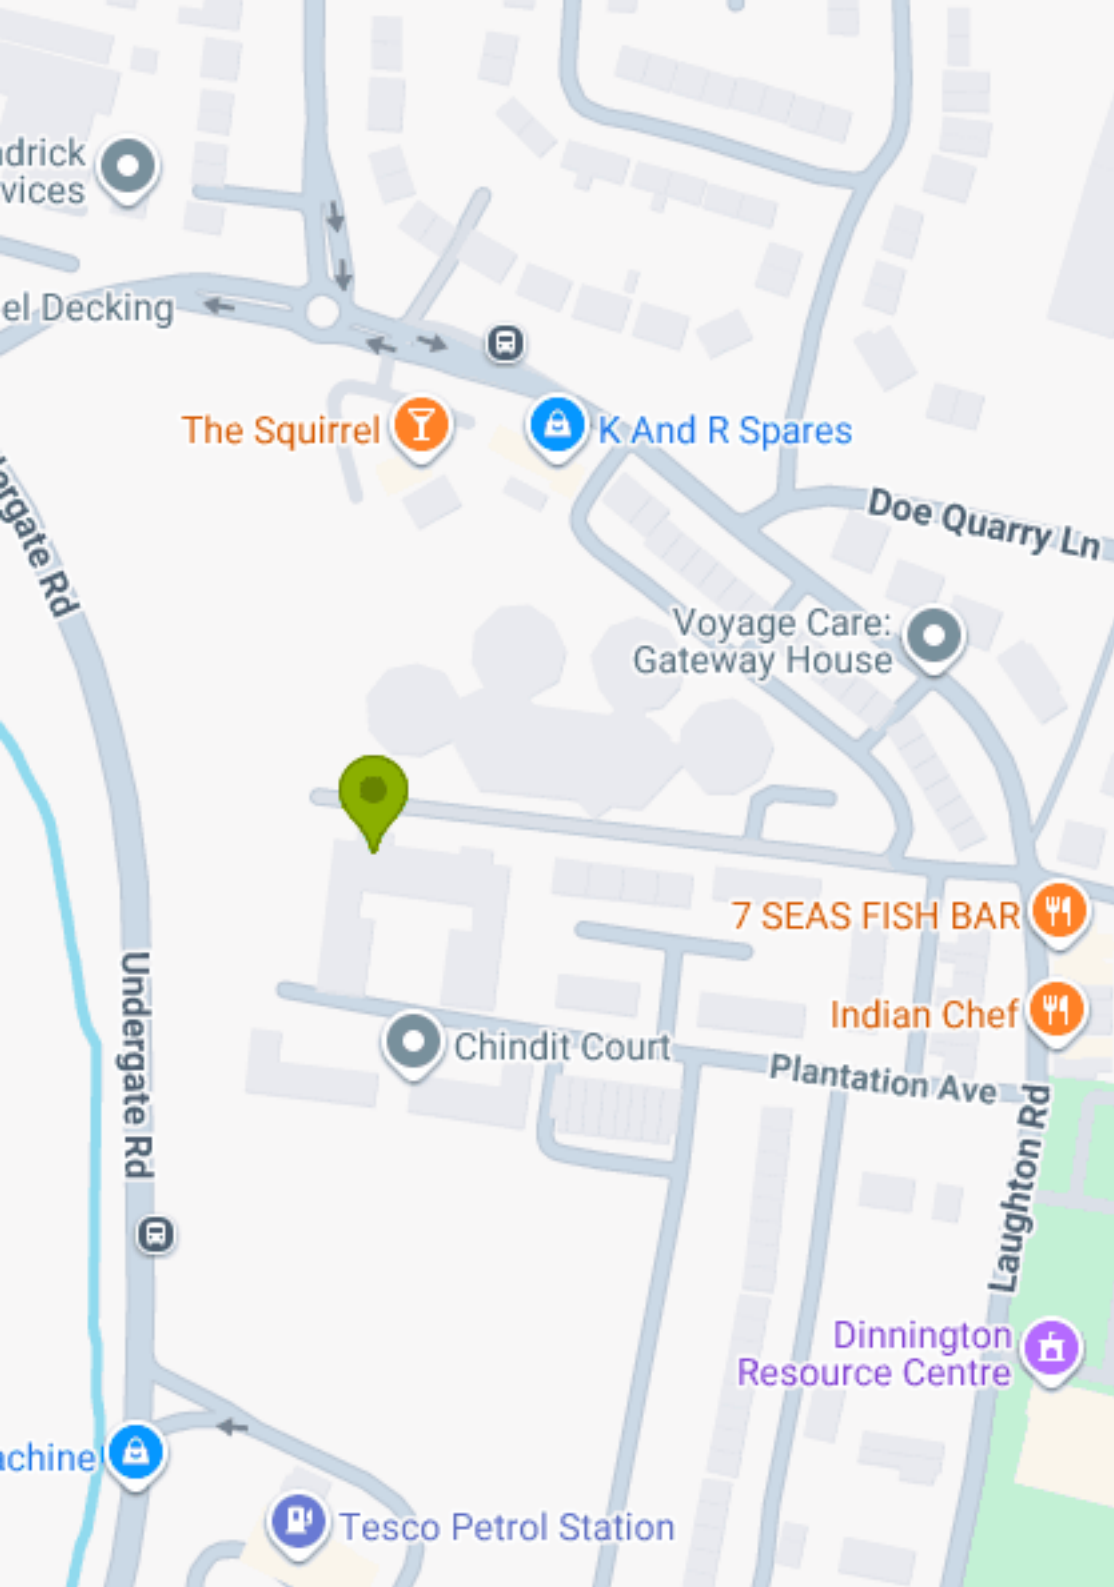 vices
el Decking
The Squirrel
K And R Spares
Doe Quarry Ln
Voyage Care:
Gateway House
7 SEAS FISH BAR
Undergate Rd
Indian Chef
Chindit Court
Plantation Ave
Laughton Rd
Dinnington
Resource Centre
achine
Tesco Petrol Station